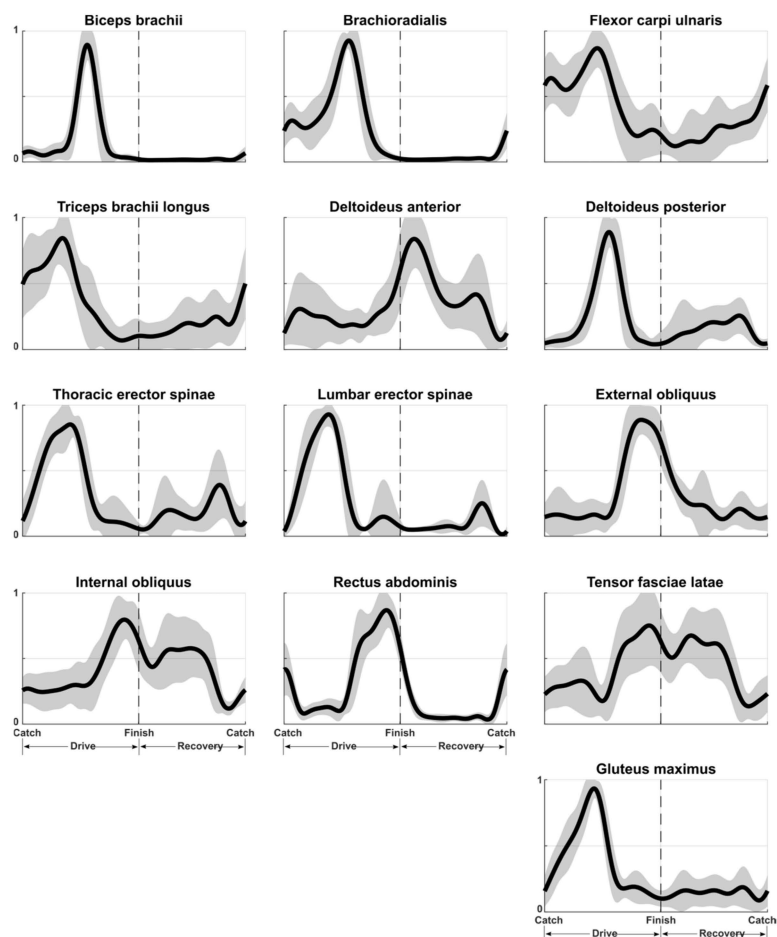 Biceps brachii
Brachioradialis
Flexor carpi ulnaris
1
0
Triceps brachii longus
Deltoideus anterior
Deltoideus posterior
1
0
Thoracic erector spinae
Lumbar erector spinae
External obliquus
1
0
Internal obliquus
Rectus abdominis
Tensor fasciae latae
1
0
Catch Finish Catch
Drive Recovery
Catch Finish Catch
Drive Recovery
Gluteus maximus
1
0
Catch Finish Catch
Drive Recovery